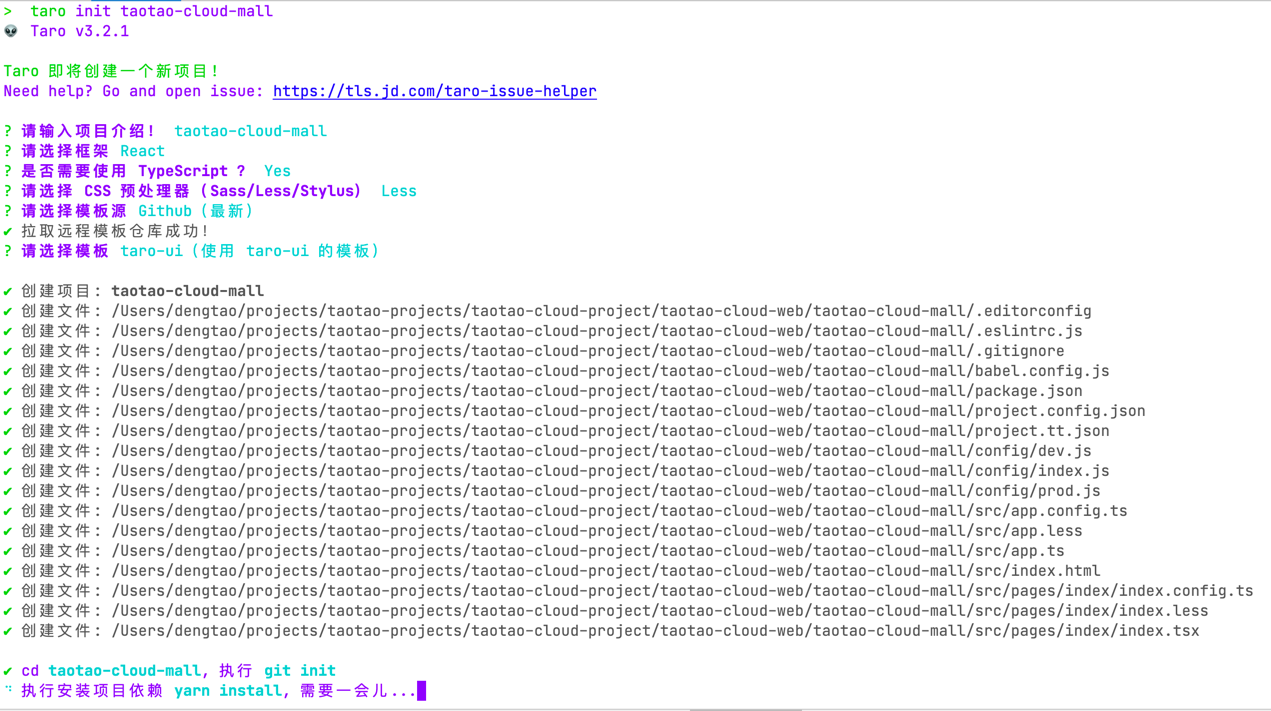 > taro init taotao-cloud-mall
👽 Taro v3.2.1
Taro 即将创建一个新项目!
Need help? Go and open issue: https://tls.jd.com/taro-issue-helper
? 请输入项目介绍! taotao-cloud-mall
? 请选择框架 React
? 是否需要使用 TypeScript ? Yes
? 请选择 CSS 预处理器（Sass/Less/Stylus） Less
? 请选择模板源 Github（最新）
✔ 拉取远程模板仓库成功!
? 请选择模板 taro-ui（使用 taro-ui 的模板）
✔ 创建项目: taotao-cloud-mall
✔ 创建文件: /Users/dengtao/projects/taotao-projects/taotao-cloud-project/taotao-cloud-web/taotao-cloud-mall/.editorconfig
✔ 创建文件: /Users/dengtao/projects/taotao-projects/taotao-cloud-project/taotao-cloud-web/taotao-cloud-mall/.eslintrc.js
✔ 创建文件: /Users/dengtao/projects/taotao-projects/taotao-cloud-project/taotao-cloud-web/taotao-cloud-mall/.gitignore
✔ 创建文件: /Users/dengtao/projects/taotao-projects/taotao-cloud-project/taotao-cloud-web/taotao-cloud-mall/babel.config.js
✔ 创建文件: /Users/dengtao/projects/taotao-projects/taotao-cloud-project/taotao-cloud-web/taotao-cloud-mall/package.json
✔ 创建文件: /Users/dengtao/projects/taotao-projects/taotao-cloud-project/taotao-cloud-web/taotao-cloud-mall/project.config.json
✔ 创建文件: /Users/dengtao/projects/taotao-projects/taotao-cloud-project/taotao-cloud-web/taotao-cloud-mall/project.tt.json
✔ 创建文件: /Users/dengtao/projects/taotao-projects/taotao-cloud-project/taotao-cloud-web/taotao-cloud-mall/config/dev.js
✔ 创建文件: /Users/dengtao/projects/taotao-projects/taotao-cloud-project/taotao-cloud-web/taotao-cloud-mall/config/index.js
✔ 创建文件: /Users/dengtao/projects/taotao-projects/taotao-cloud-project/taotao-cloud-web/taotao-cloud-mall/config/prod.js
✔ 创建文件: /Users/dengtao/projects/taotao-projects/taotao-cloud-project/taotao-cloud-web/taotao-cloud-mall/src/app.config.ts
✔ 创建文件: /Users/dengtao/projects/taotao-projects/taotao-cloud-project/taotao-cloud-web/taotao-cloud-mall/src/app.less
✔ 创建文件: /Users/dengtao/projects/taotao-projects/taotao-cloud-project/taotao-cloud-web/taotao-cloud-mall/src/app.ts
✔ 创建文件: /Users/dengtao/projects/taotao-projects/taotao-cloud-project/taotao-cloud-web/taotao-cloud-mall/src/index.html
✔ 创建文件: /Users/dengtao/projects/taotao-projects/taotao-cloud-project/taotao-cloud-web/taotao-cloud-mall/src/pages/index/index.config.ts
✔ 创建文件: /Users/dengtao/projects/taotao-projects/taotao-cloud-project/taotao-cloud-web/taotao-cloud-mall/src/pages/index/index.less
✔ 创建文件: /Users/dengtao/projects/taotao-projects/taotao-cloud-project/taotao-cloud-web/taotao-cloud-mall/src/pages/index/index.tsx
✔ cd taotao-cloud-mall, 执行 git init
执行安装项目依赖 yarn install, 需要一会儿...